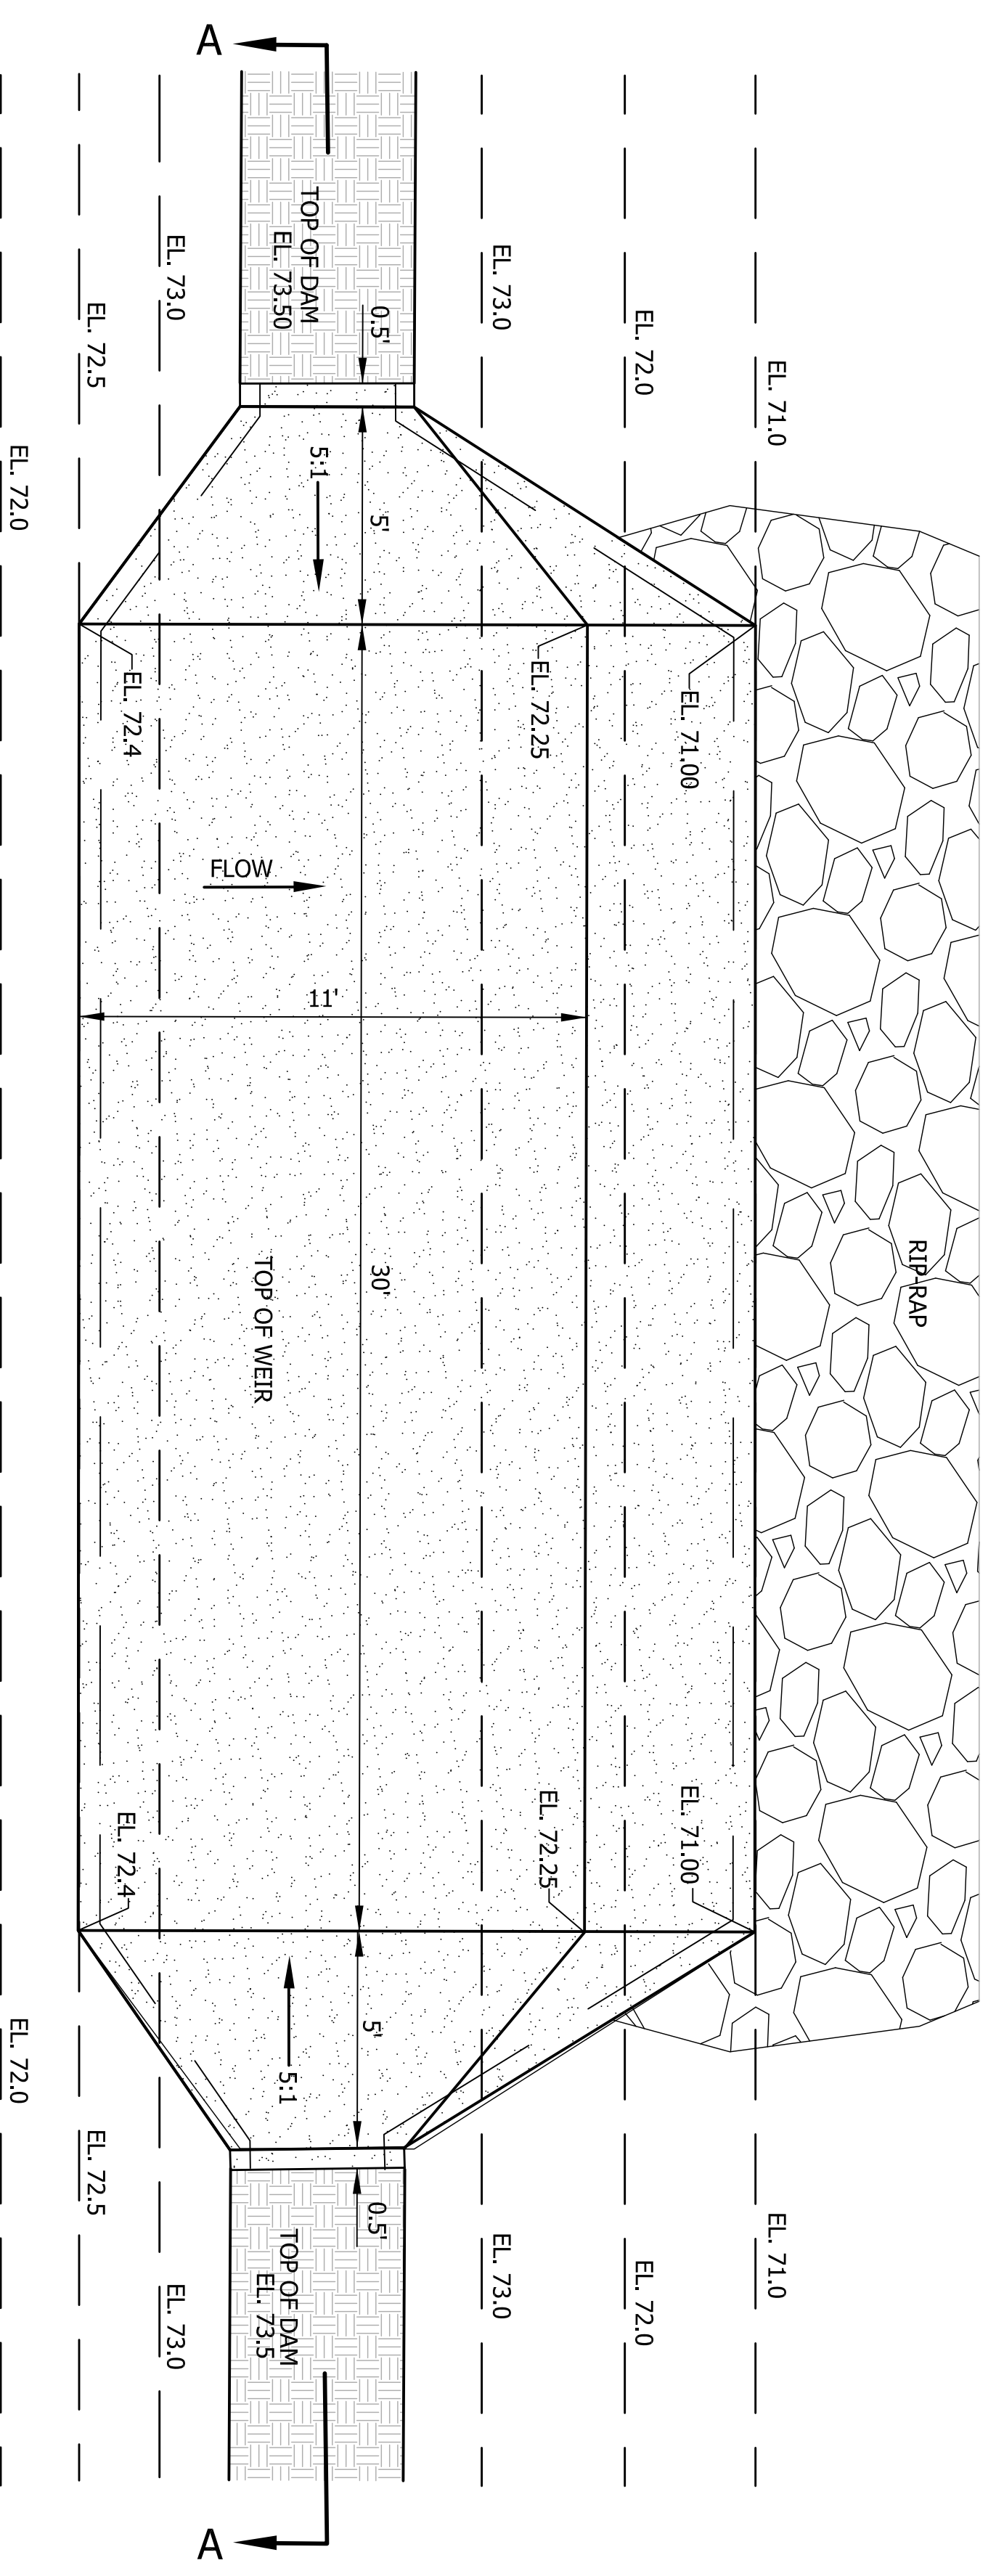 A
TOP OF DAM
EL. 73.50
EL. 73.0
EL. 73.0
EL. 72.5
EL. 72.0
EL. 71.0
EL. 72.0
0.5'
5:1
5'
EL. 72.4
EL. 72.25
EL. 71.00
FLOW
11'
30'
TOP OF WEIR
RIP-RAP
EL. 72.4
EL. 72.25
EL. 71.00
5'
5:1
EL. 72.0
EL. 72.5
0.5'
EL. 73.0
TOP OF DAM
EL. 73.5
EL. 73.0
EL. 72.0
EL. 71.0
A